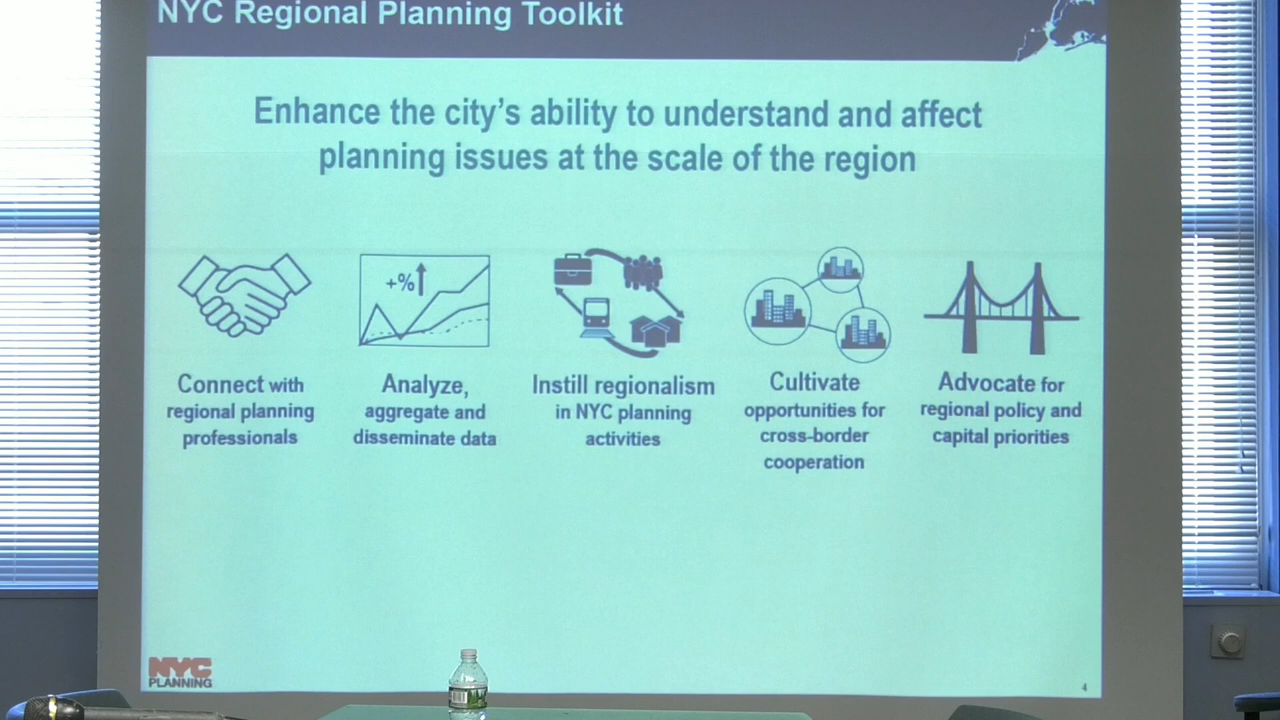 NYC Regional Planning Toolkit
Enhance the city's ability to understand and affect
planning issues at the scale of the region
+%
Connect with
regional planning
professionals
Analyze,
aggregate and
disseminate data
Instill regionalism
in NYC planning
activities
Cultivate
opportunities for
cross-border
cooperation
Advocate for
regional policy and
capital priorities
NYC
PLANNING
4